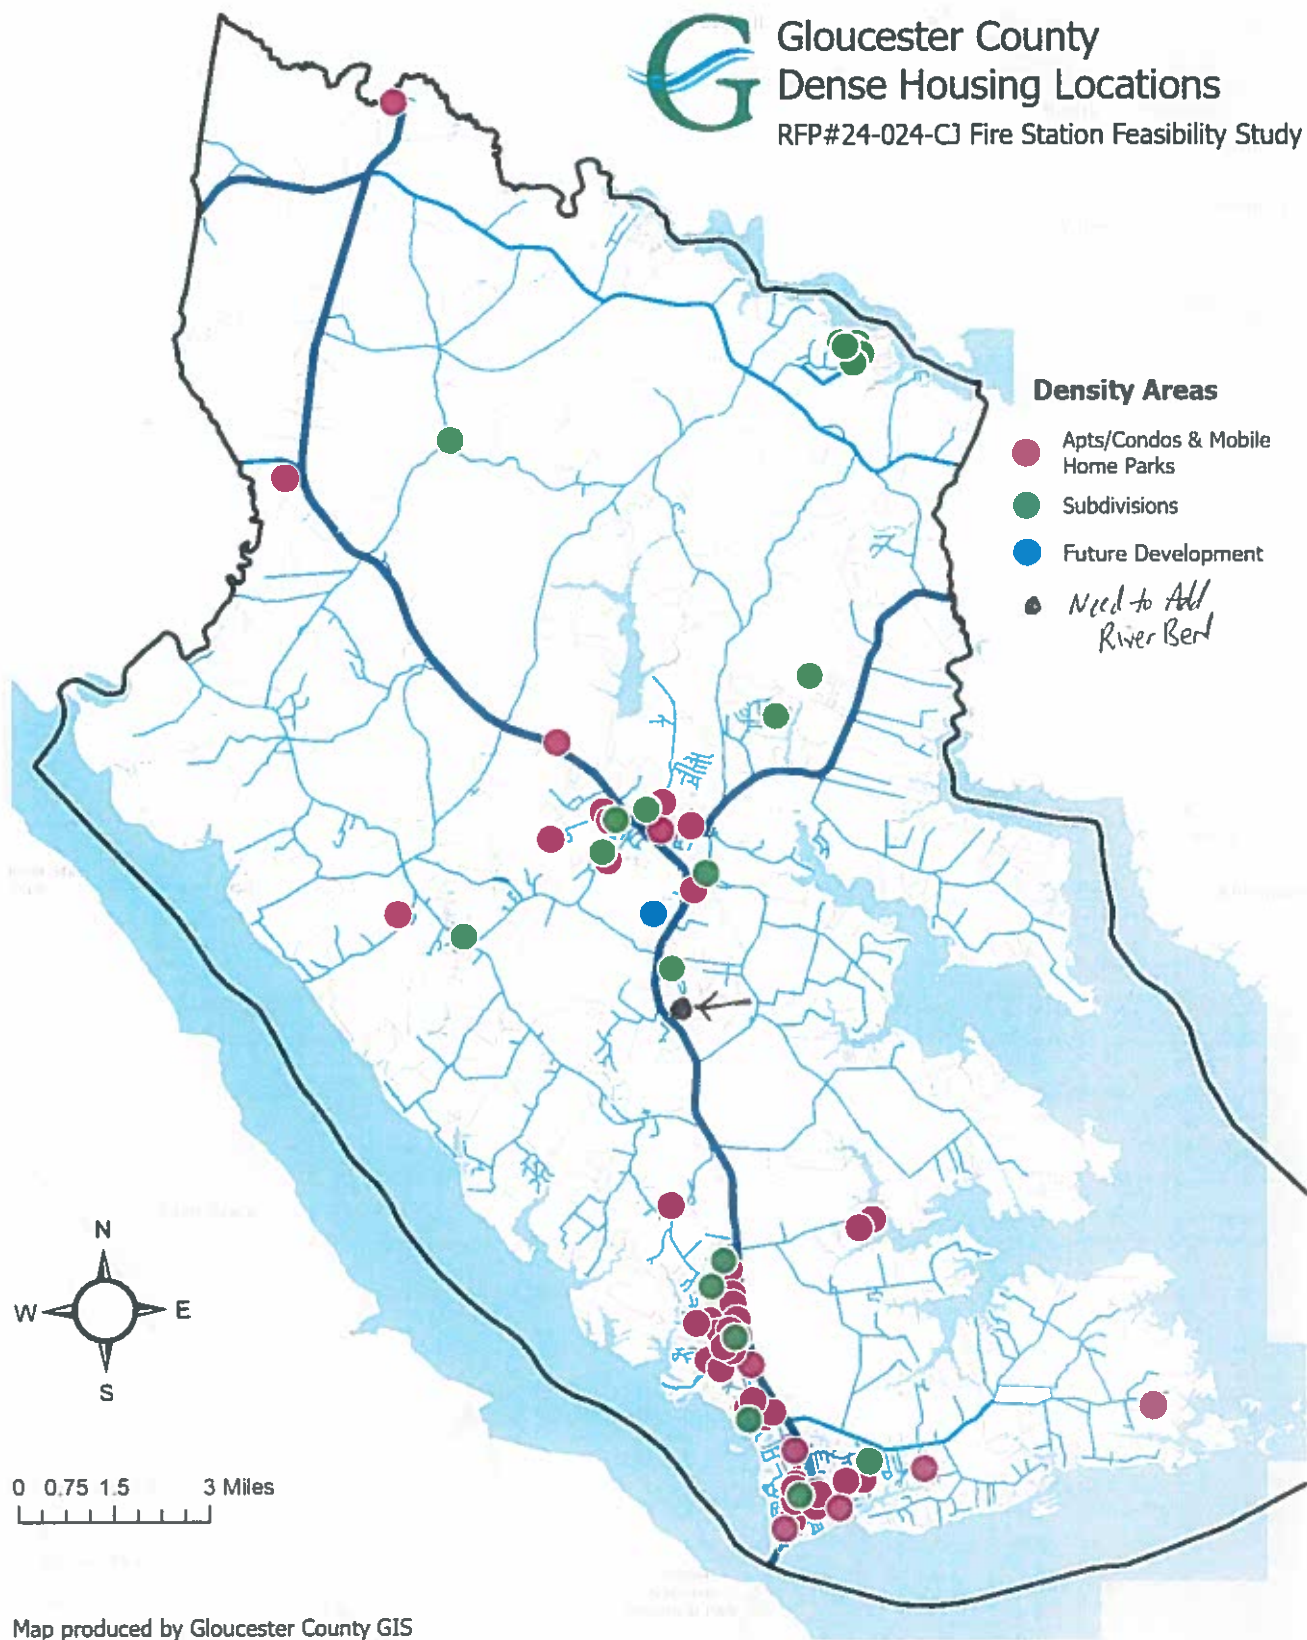 G
Gloucester County
Dense Housing Locations
RFP#24-024-CJ Fire Station Feasibility Study
Density Areas
Apts/Condos & Mobile
Home Parks
Subdivisions
Future Development
Need to Add
River Bend
N
W
E
S
0 0.75 1.5 3 Miles
Map produced by Gloucester County GIS